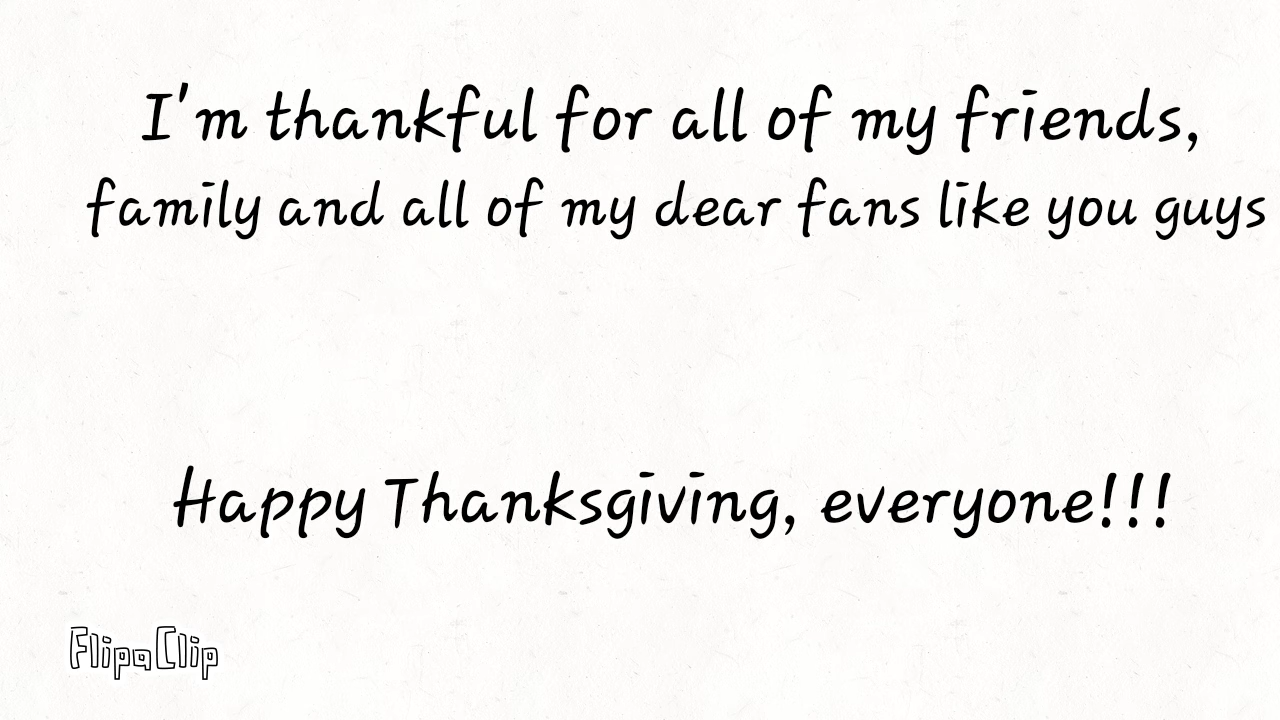 I'm thankful for all of my friends,
family and all of my dear fans like you guys
Happy Thanksgiving, everyone!!!
FlipaClip